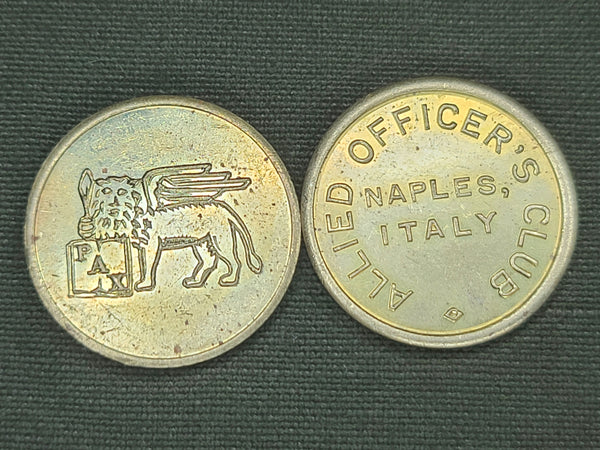 PAX
ALLIED OFFICER'S CLUB
NAPLES,
ITALY